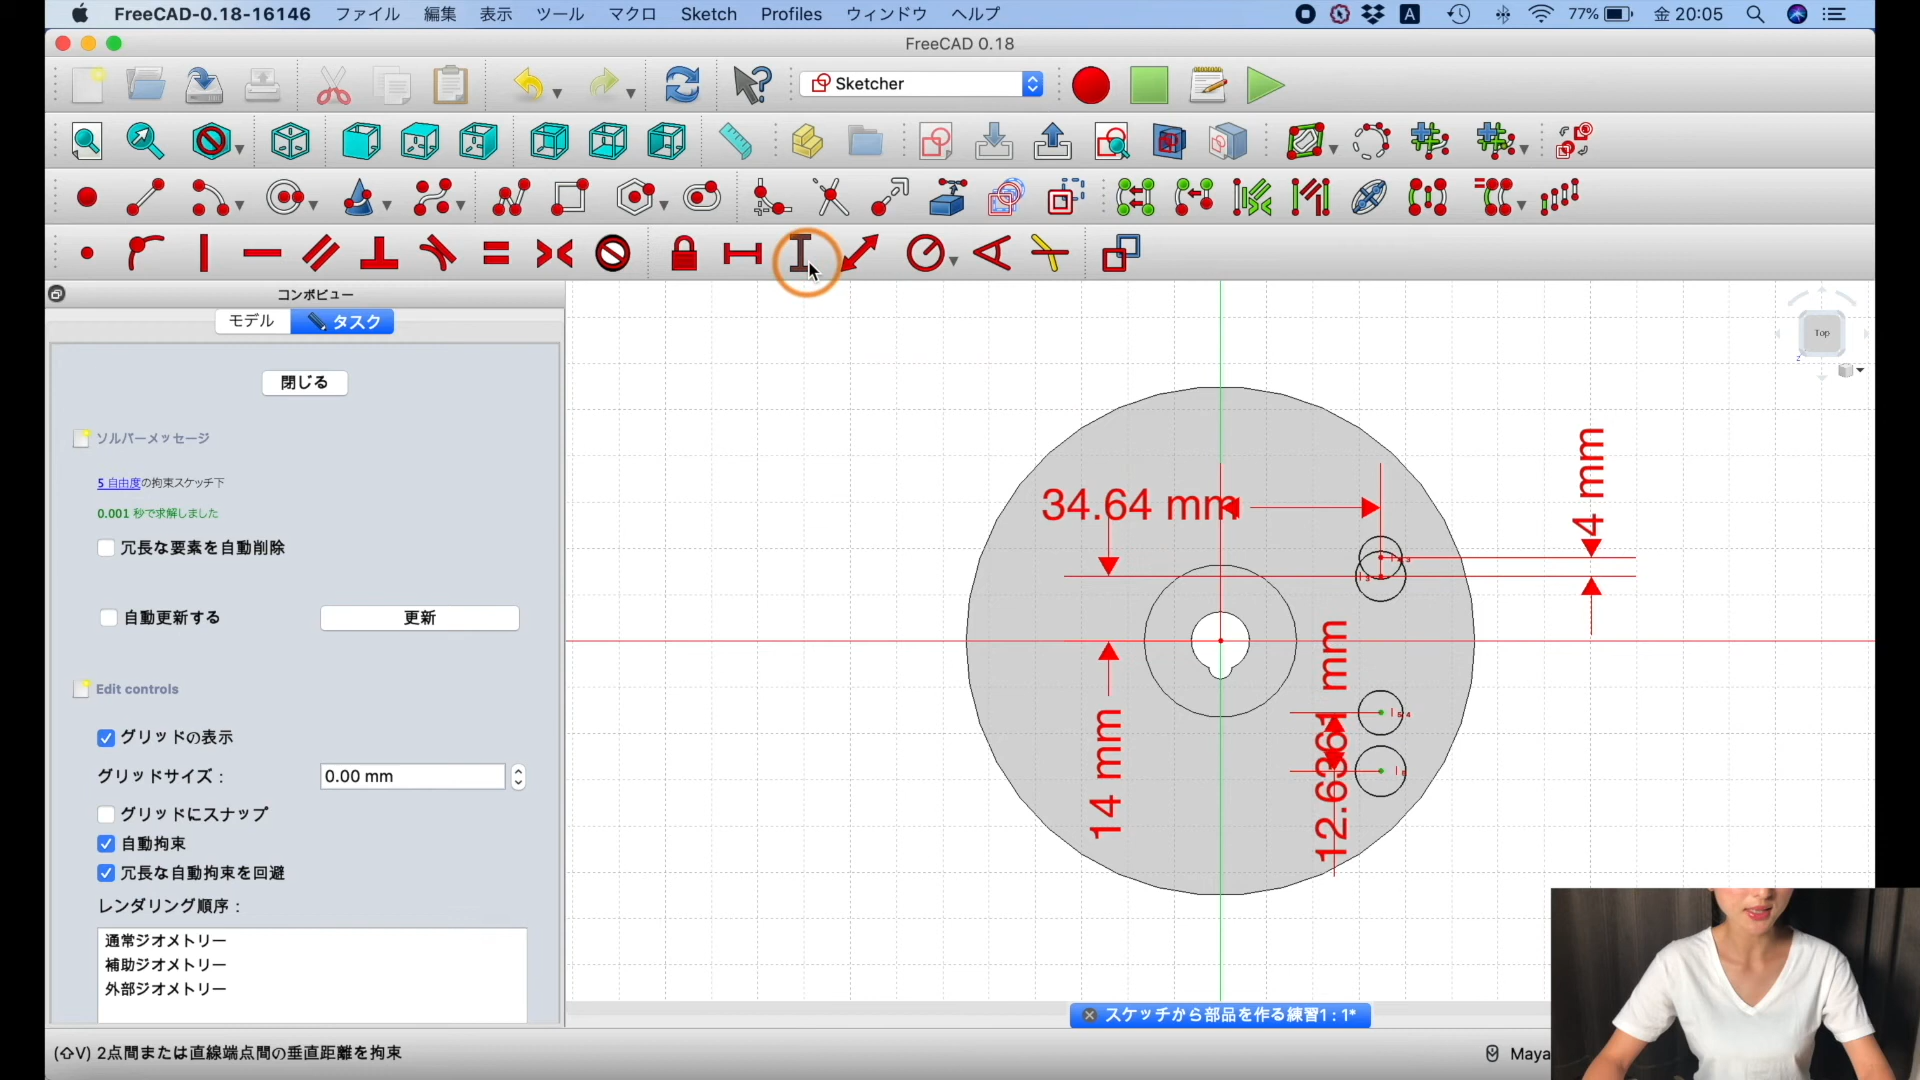 FreeCAD-0.18-16146 ファイル 編集 表示 ツール マクロ Sketch Profiles ウィンドウ ヘルプ A 77% 金 20:05
FreeCAD 0.18
Sketcher
コンボビュー
モデル タスク
閉じる
ソルバーメッセージ
5 自由度の拘束スケッチ下
0.001 秒で求解しました
冗長な要素を自動削除
自動更新する 更新
Edit controls
グリッドの表示
グリッドサイズ : 0.00 mm
グリッドにスナップ
自動拘束
冗長な自動拘束を回避
レンダリング順序 :
通常ジオメトリー
補助ジオメトリー
外部ジオメトリー
Top
34.64 mm
4 mm
14 mm
12.6361 mm
スケッチから部品を作る練習1 : 1*
(⇧V) 2点間または直線端点間の垂直距離を拘束
Maya